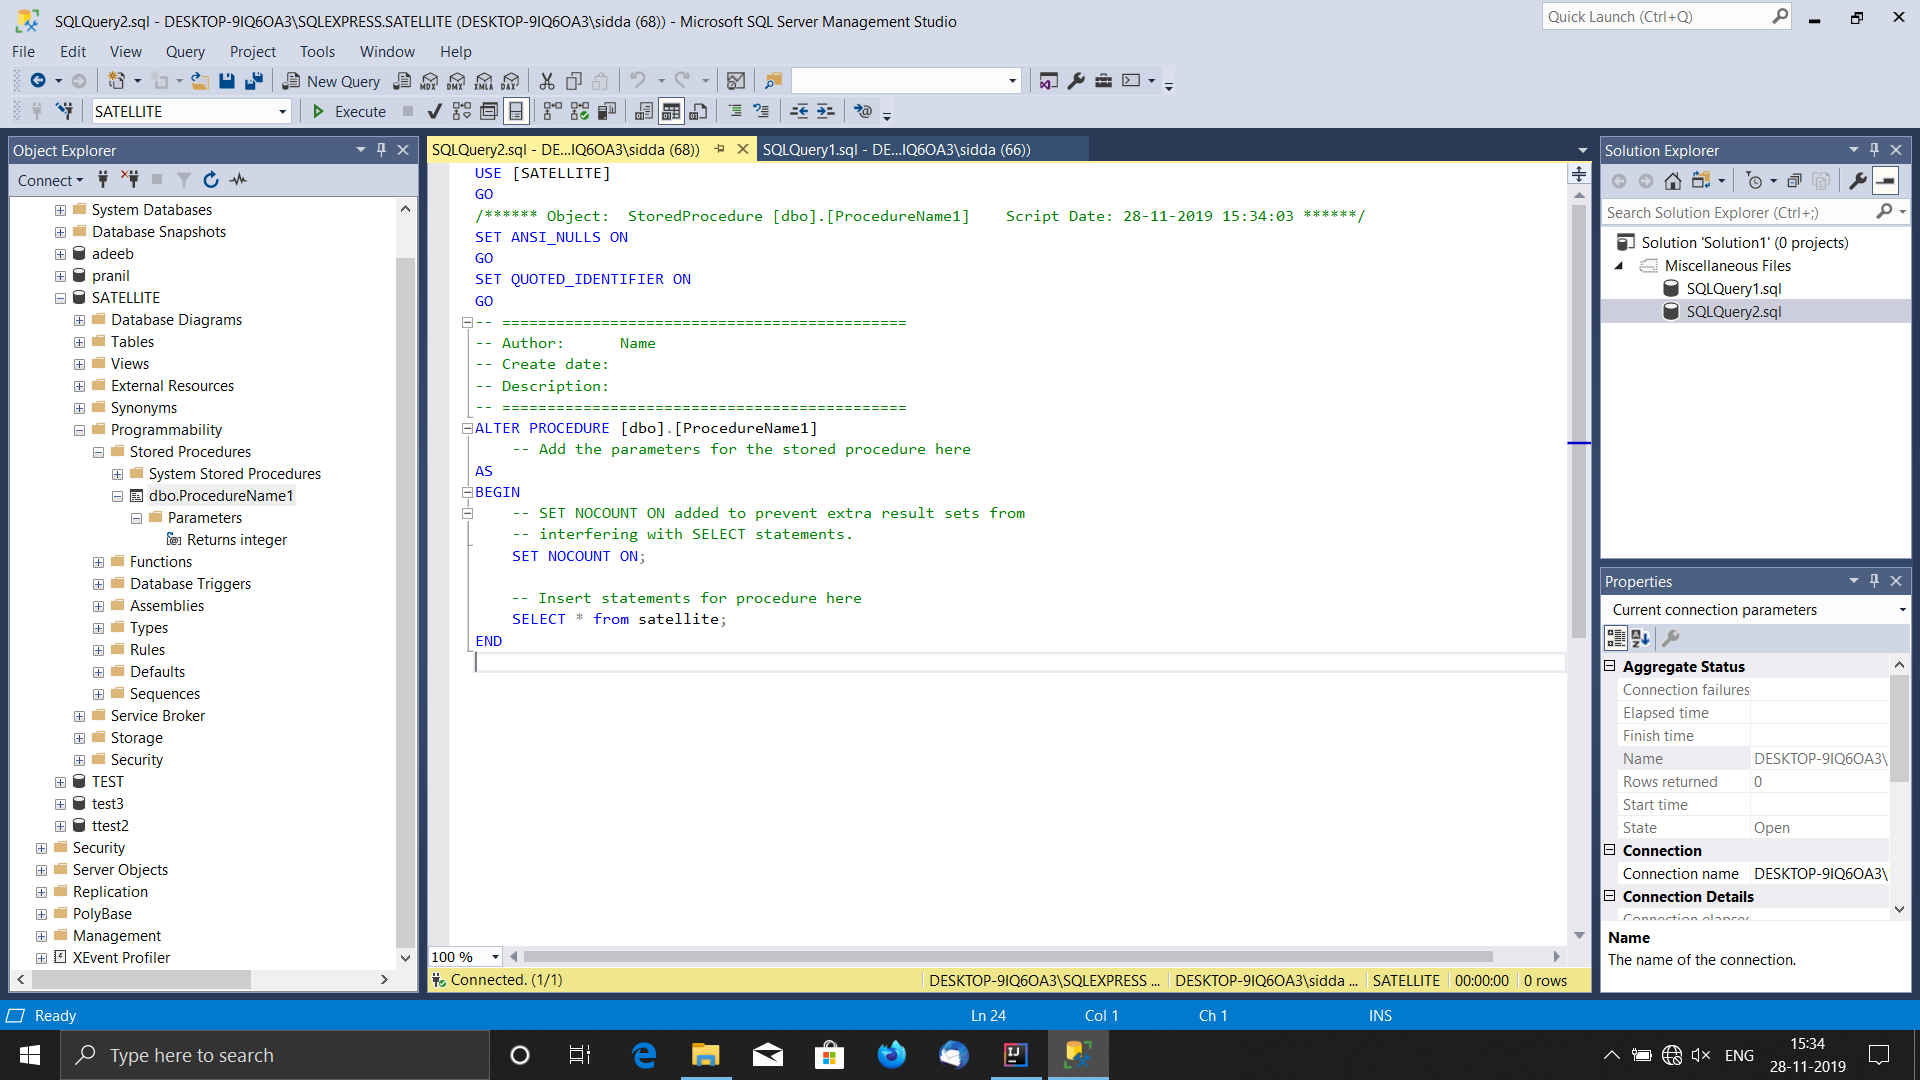 SQLQuery2.sql - DESKTOP-9IQ6OA3\SQLEXPRESS.SATELLITE (DESKTOP-9IQ6OA3\sidda (68)) - Microsoft SQL Server Management Studio
Quick Launch (Ctrl+Q)
File Edit View Query Project Tools Window Help
New Query MDX DMX XMLA DAX
SATELLITE Execute
Object Explorer
Connect
System Databases
Database Snapshots
adeeb
pranil
SATELLITE
Database Diagrams
Tables
Views
External Resources
Synonyms
Programmability
Stored Procedures
System Stored Procedures
dbo.ProcedureName1
Parameters
Returns integer
Functions
Database Triggers
Assemblies
Types
Rules
Defaults
Sequences
Service Broker
Storage
Security
TEST
test3
ttest2
Security
Server Objects
Replication
PolyBase
Management
XEvent Profiler
SQLQuery2.sql - DE...IQ6OA3\sidda (68)) SQLQuery1.sql - DE...IQ6OA3\sidda (66))
USE [SATELLITE]
GO
/****** Object:  StoredProcedure [dbo].[ProcedureName1]    Script Date: 28-11-2019 15:34:03 ******/
SET ANSI_NULLS ON
GO
SET QUOTED_IDENTIFIER ON
GO
-- =============================================
-- Author:      Name
-- Create date:
-- Description:
-- =============================================
ALTER PROCEDURE [dbo].[ProcedureName1]
-- Add the parameters for the stored procedure here
AS
BEGIN
-- SET NOCOUNT ON added to prevent extra result sets from
-- interfering with SELECT statements.
SET NOCOUNT ON;
-- Insert statements for procedure here
SELECT * from satellite;
END
100 %
Connected. (1/1) DESKTOP-9IQ6OA3\SQLEXPRESS ... DESKTOP-9IQ6OA3\sidda ... SATELLITE 00:00:00 0 rows
Solution Explorer
Search Solution Explorer (Ctrl+;)
Solution 'Solution1' (0 projects)
Miscellaneous Files
SQLQuery1.sql
SQLQuery2.sql
Properties
Current connection parameters
Aggregate Status
Connection failures
Elapsed time
Finish time
Name DESKTOP-9IQ6OA3\
Rows returned 0
Start time
State Open
Connection
Connection name DESKTOP-9IQ6OA3\
Connection Details
Name
The name of the connection.
Ready Ln 24 Col 1 Ch 1 INS
Type here to search
ENG
15:34
28-11-2019